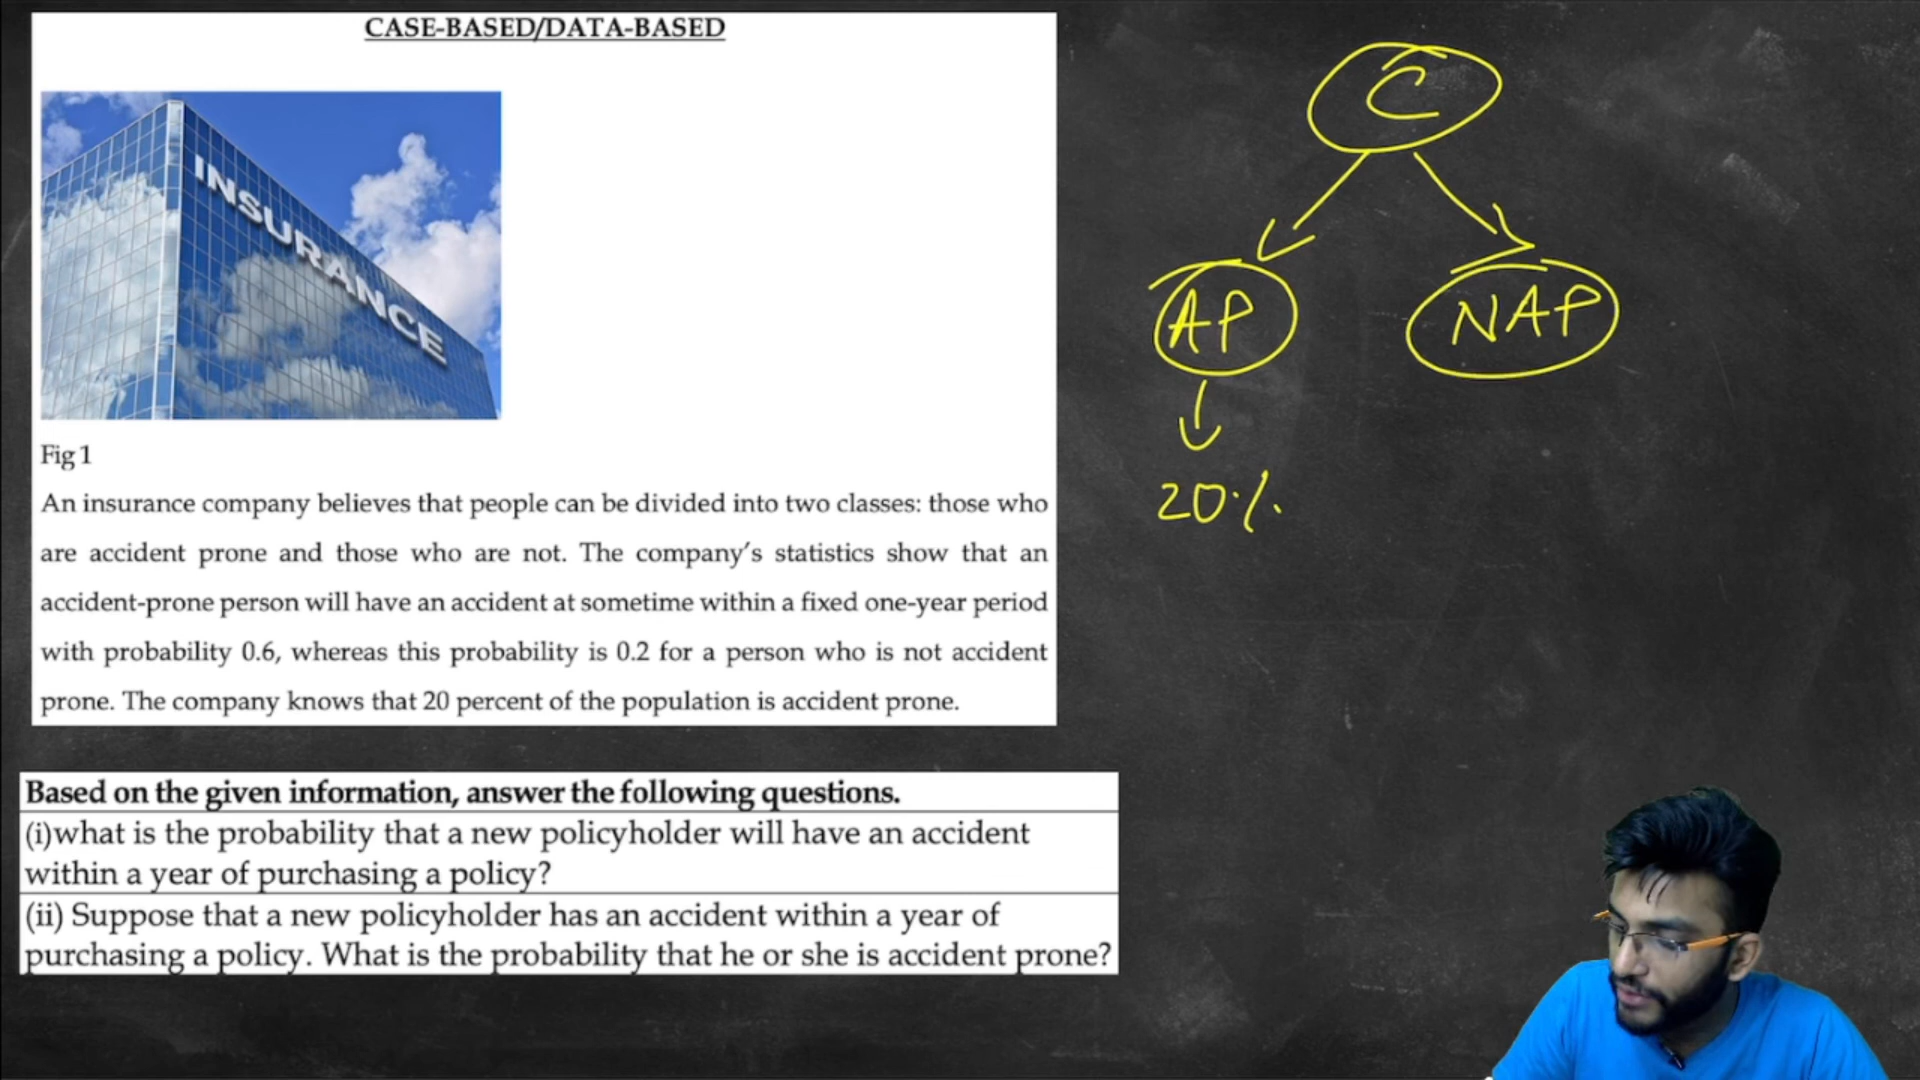 CASE-BASED/DATA-BASED
INSURANCE
Fig 1
An insurance company believes that people can be divided into two classes: those who
are accident prone and those who are not. The company's statistics show that an
accident-prone person will have an accident at sometime within a fixed one-year period
with probability 0.6, whereas this probability is 0.2 for a person who is not accident
prone. The company knows that 20 percent of the population is accident prone.
Based on the given information, answer the following questions.
(i)what is the probability that a new policyholder will have an accident
within a year of purchasing a policy?
(ii) Suppose that a new policyholder has an accident within a year of
purchasing a policy. What is the probability that he or she is accident prone?
C
AP NAP
20%